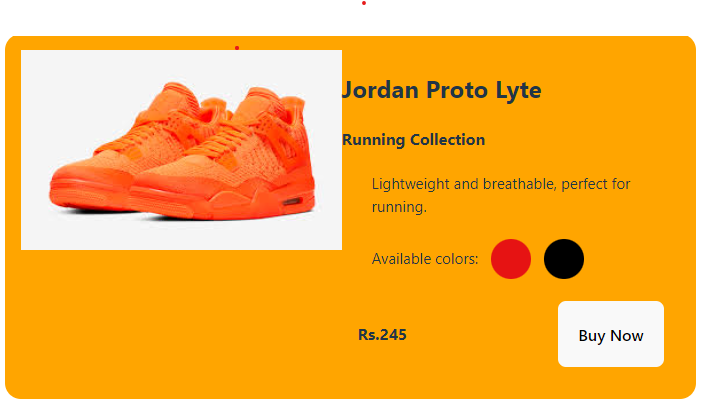 Jordan Proto Lyte
Running Collection
Lightweight and breathable, perfect for
running.
Available colors:
Rs.245
Buy Now